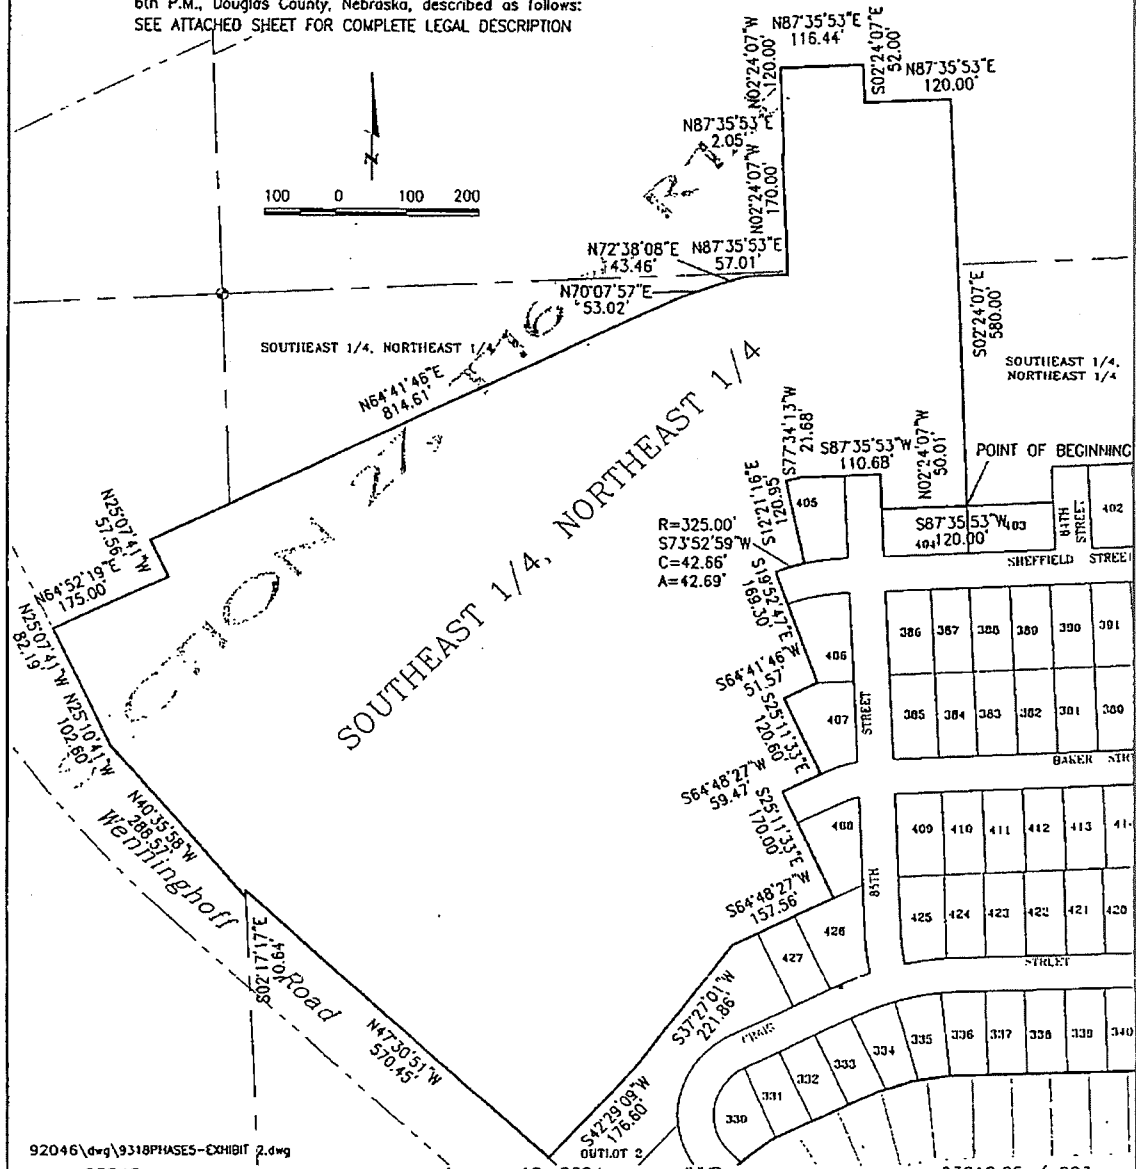 6th P.M., Douglas County, Nebraska, described as follows:
SEE ATTACHED SHEET FOR COMPLETE LEGAL DESCRIPTION
N87°35'53"E
116.44'
N02°24'07"W
120.00'
S02°24'07"E
52.00'
N87°35'53"E
120.00'
N87°35'53"E
2.05'
N02°24'07"W
170.00'
Z
100 0 100 200
N72°38'08"E
43.46'
N87°35'53"E
57.01'
N70°07'57"E
53.02'
SOUTHEAST 1/4, NORTHEAST 1/4
N64°41'46"E
814.61'
S02°24'07"E
580.00'
SOUTHEAST 1/4,
NORTHEAST 1/4
SOUTHEAST 1/4, NORTHEAST 1/4
S77°34'13"W
21.68'
S87°35'53"W
110.68'
N02°24'07"W
50.01'
POINT OF BEGINNING
S12°21'16"E
120.95'
405
S87°35'53"W
120.00'
403
404
84TH
STREET
402
R=325.00'
S73°52'59"W
C=42.66'
A=42.69'
SHEFFIELD STREET
N25°07'41"W
57.56'
N64°52'19"E
175.00'
N25°07'41"W
82.19'
N25°10'41"W
102.60'
S19°52'47"E
169.30'
406
386 387 388 389 390 391
S64°41'46"W
51.57'
407
STREET
385 384 383 382 381 380
S25°11'33"E
120.60'
BAKER STR
S64°48'27"W
59.47'
S25°11'33"E
170.00'
408
409 410 411 412 413 41
N40°35'58"W
288.57'
Wenninghoff
Road
S02°17'17"E
10.64'
S64°48'27"W
157.56'
85TH
426
427
425 424 423 422 421 420
STREET
N47°30'51"W
570.45'
S37°27'01"W
221.86'
CRAIG
330 331 332 333 334 335 336 337 338 339 340
S42°29'09"W
176.60'
OUTLOT 2
92046\dwg\9318PHASE5-EXHIBIT 2.dwg